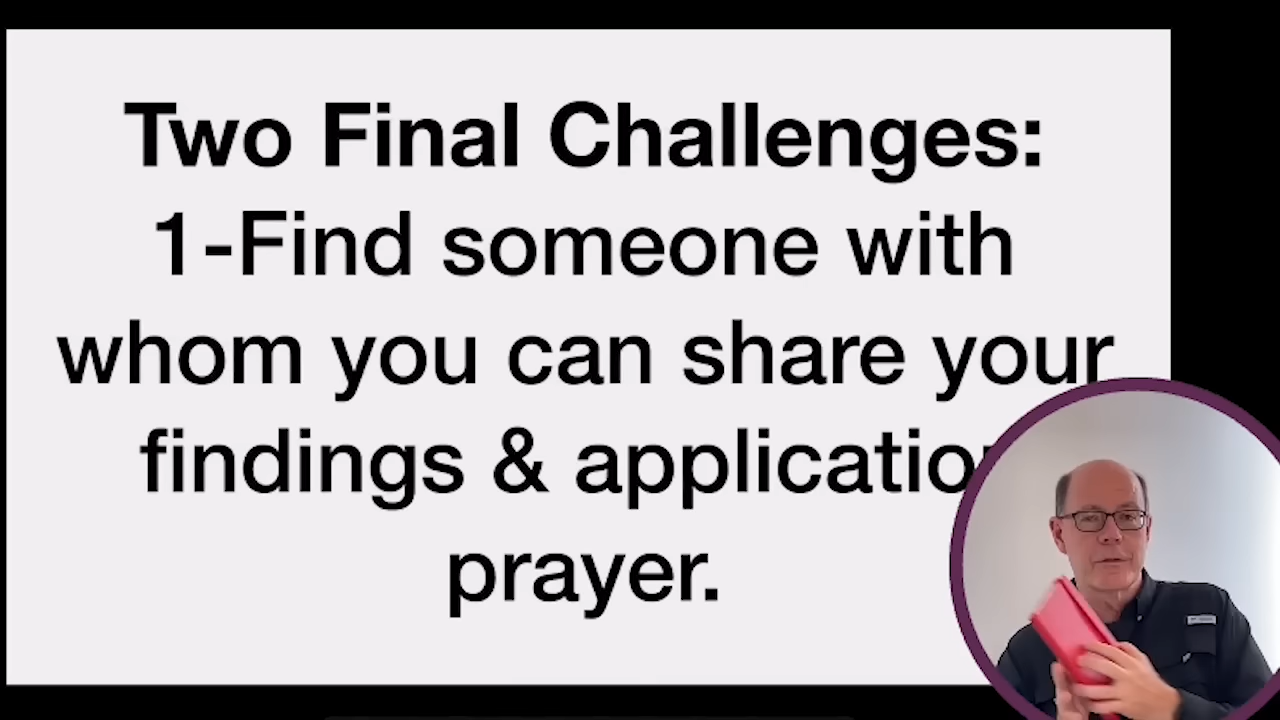 Two Final Challenges:
1-Find someone with
whom you can share your
findings & applicatio
prayer.